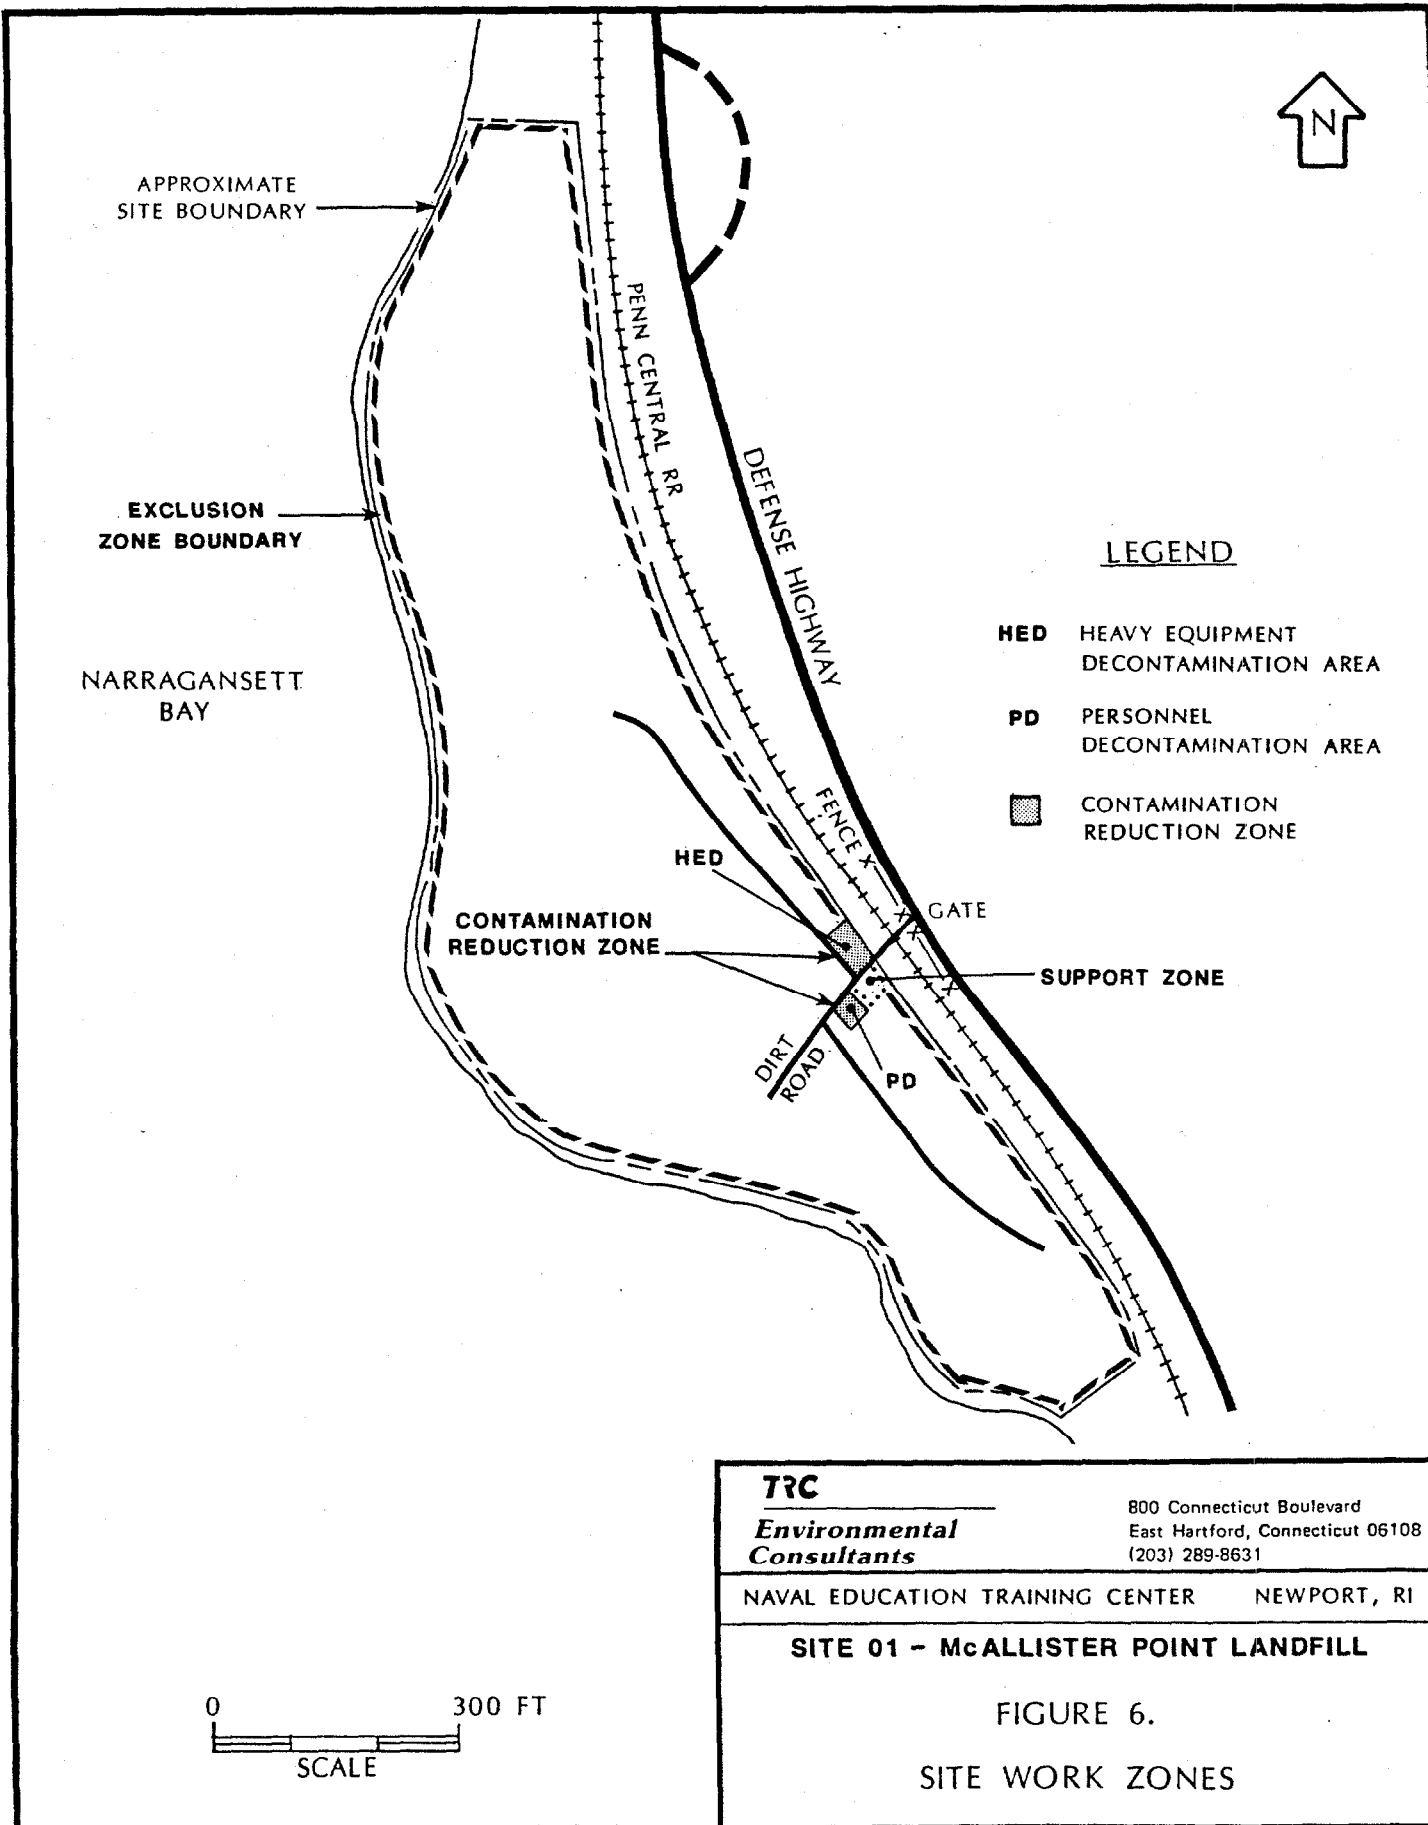 N
APPROXIMATE
SITE BOUNDARY
PENN CENTRAL RR
DEFENSE HIGHWAY
EXCLUSION
ZONE BOUNDARY
LEGEND
HED HEAVY EQUIPMENT
DECONTAMINATION AREA
PD PERSONNEL
DECONTAMINATION AREA
CONTAMINATION
REDUCTION ZONE
NARRAGANSETT
BAY
FENCE
HED
GATE
CONTAMINATION
REDUCTION ZONE
SUPPORT ZONE
DIRT
ROAD
PD
TRC
Environmental
Consultants
800 Connecticut Boulevard
East Hartford, Connecticut 06108
(203) 289-8631
NAVAL EDUCATION TRAINING CENTER NEWPORT, RI
SITE 01 - McALLISTER POINT LANDFILL
FIGURE 6.
SITE WORK ZONES
0 300 FT
SCALE